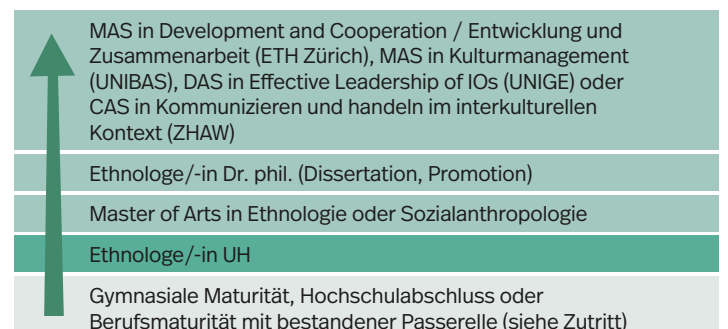 MAS in Development and Cooperation / Entwicklung und
Zusammenarbeit (ETH Zürich), MAS in Kulturmanagement
(UNIBAS), DAS in Effective Leadership of IOs (UNIGE) oder
CAS in Kommunizieren und handeln im interkulturellen
Kontext (ZHAW)
Ethnologe/-in Dr. phil. (Dissertation, Promotion)
Master of Arts in Ethnologie oder Sozialanthropologie
Ethnologe/-in UH
Gymnasiale Maturität, Hochschulabschluss oder
Berufsmaturität mit bestandener Passerelle (siehe Zutritt)